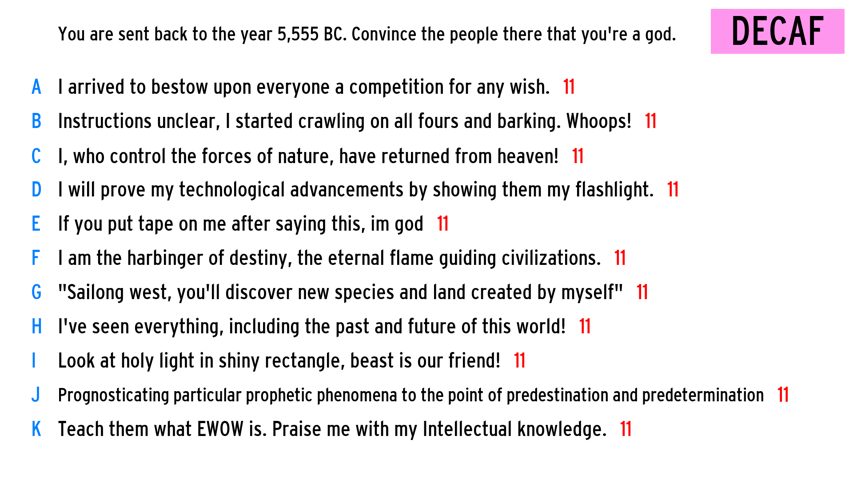 You are sent back to the year 5,555 BC. Convince the people there that you're a god.
DECAF
A I arrived to bestow upon everyone a competition for any wish. 11
B Instructions unclear, I started crawling on all fours and barking. Whoops! 11
C I, who control the forces of nature, have returned from heaven! 11
D I will prove my technological advancements by showing them my flashlight. 11
E If you put tape on me after saying this, im god 11
F I am the harbinger of destiny, the eternal flame guiding civilizations. 11
G "Sailong west, you'll discover new species and land created by myself" 11
H I've seen everything, including the past and future of this world! 11
I Look at holy light in shiny rectangle, beast is our friend! 11
J Prognosticating particular prophetic phenomena to the point of predestination and predetermination 11
K Teach them what EWOW is. Praise me with my Intellectual knowledge. 11